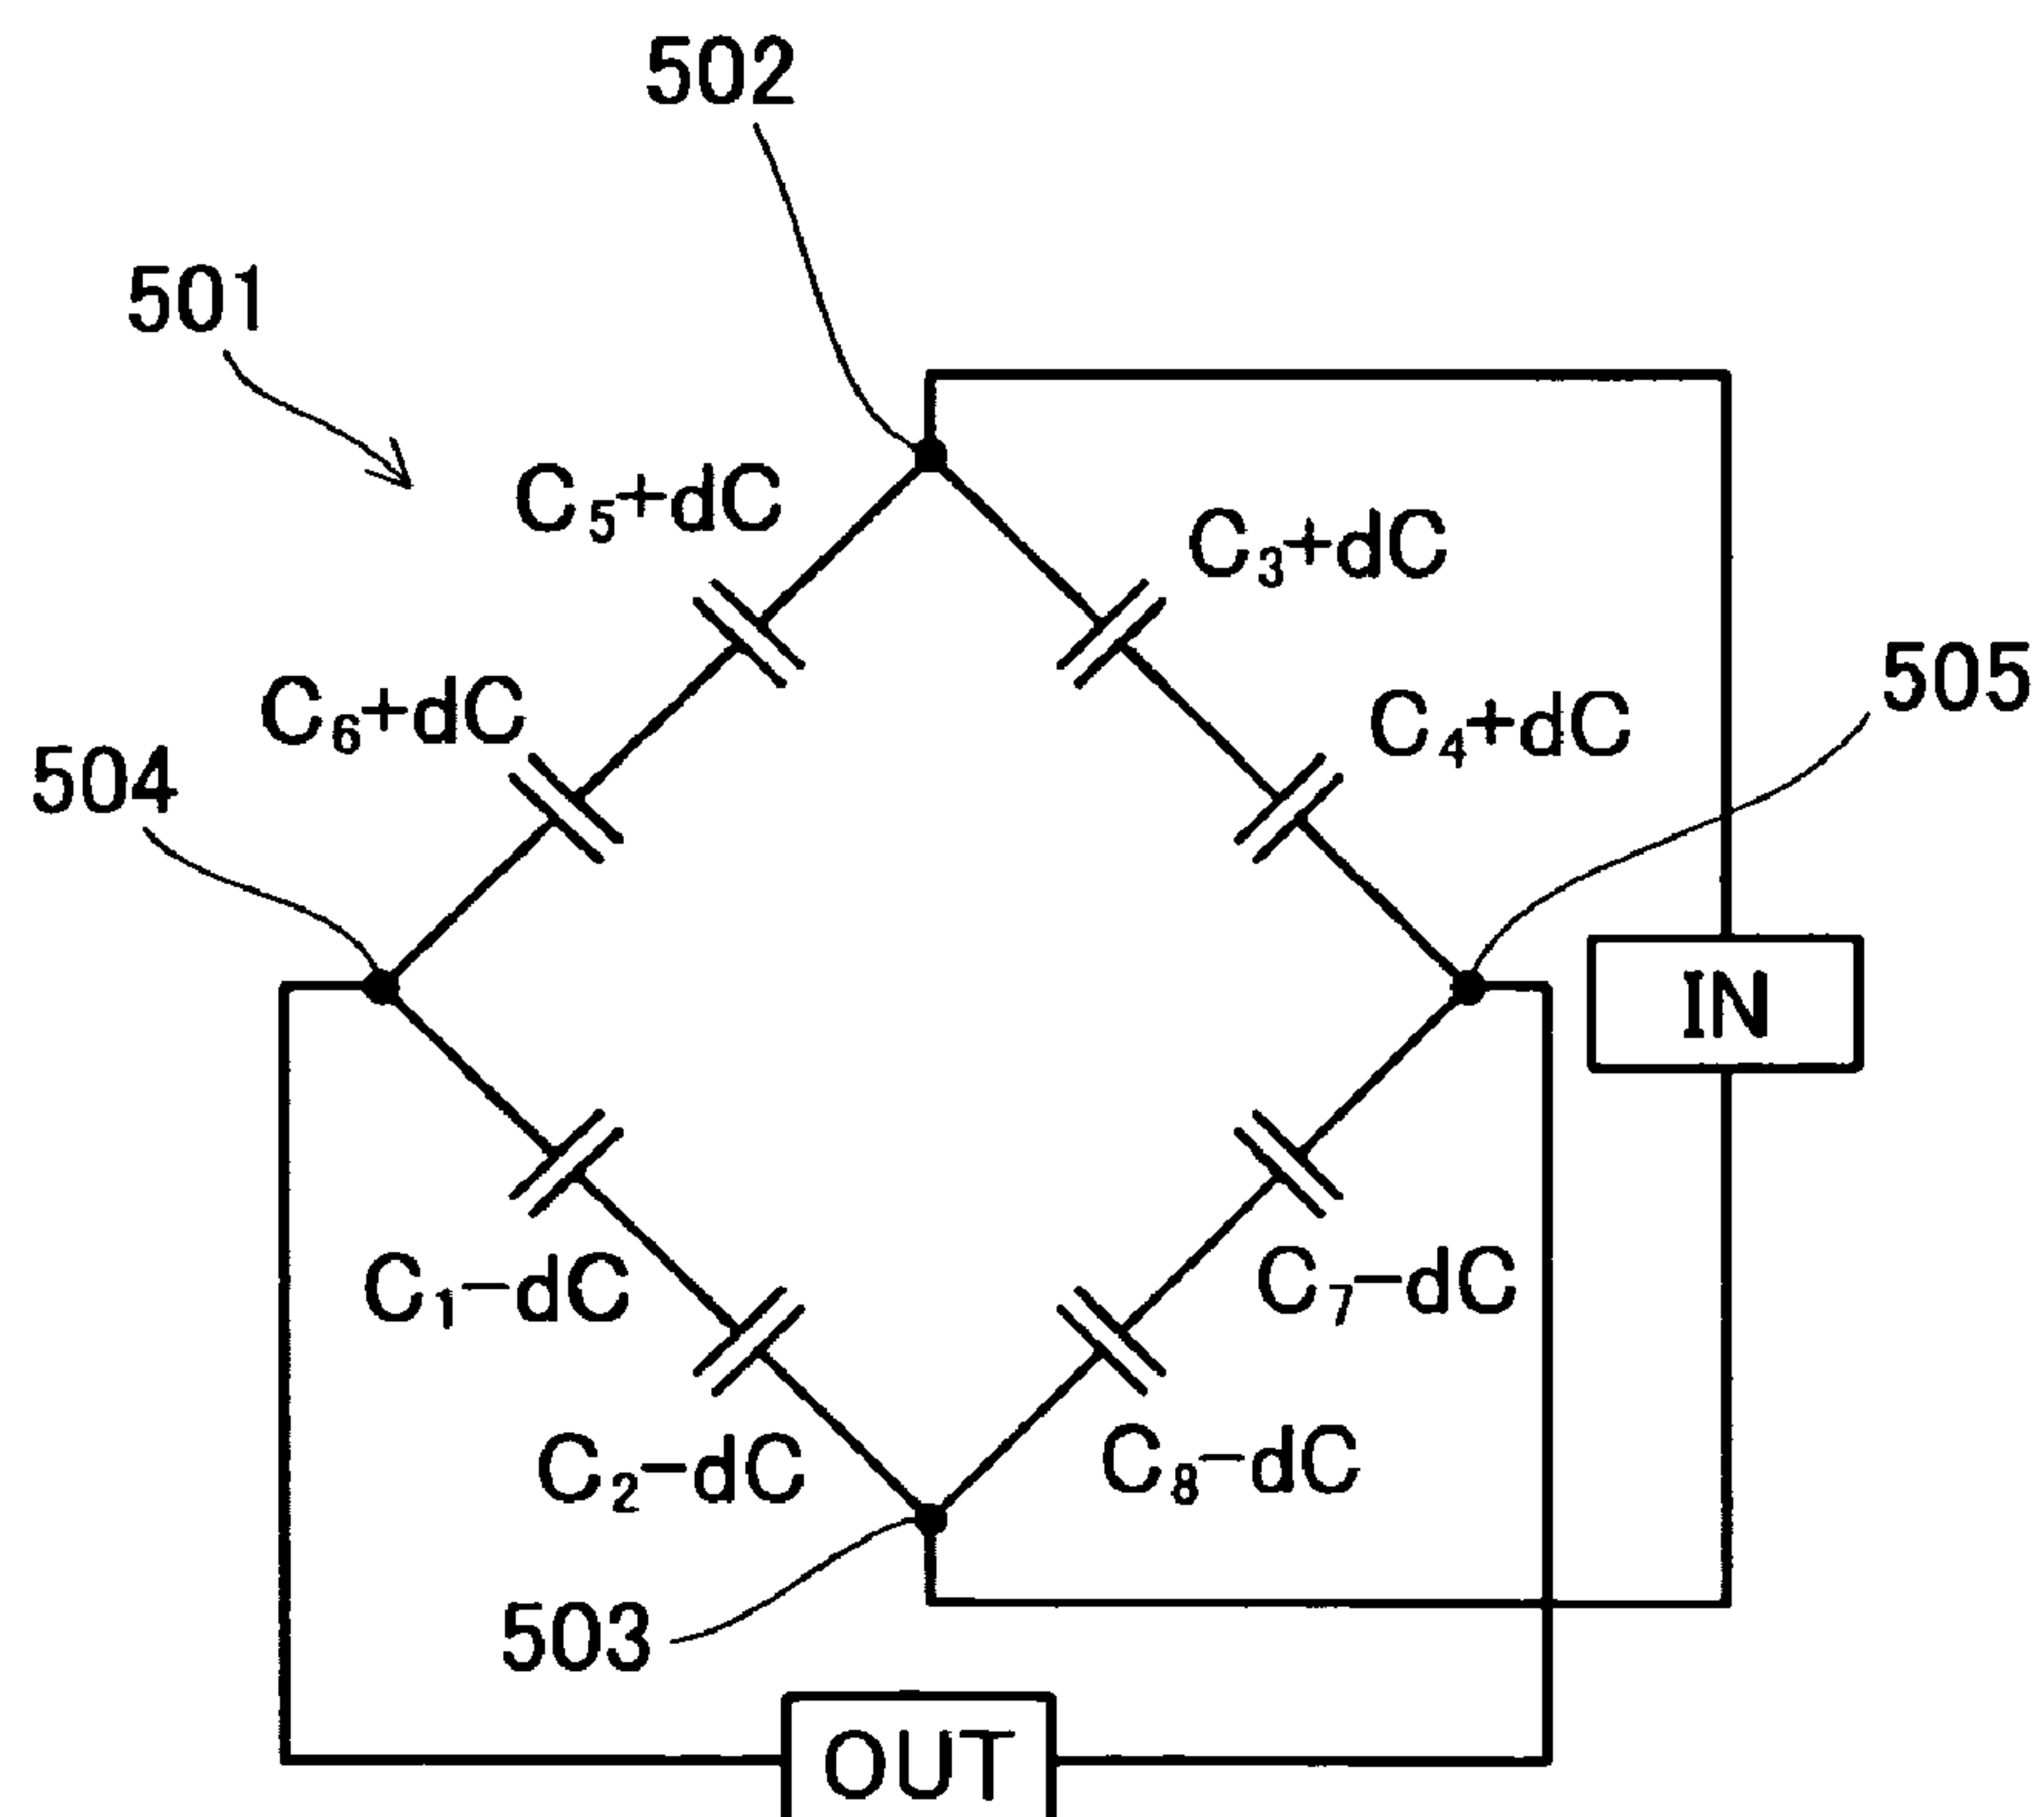 502
501
C₅+dC
C₃+dC
505
C₆+dC
C₄+dC
504
IN
C₁−dC
C₇−dC
C₂−dC
C₈−dC
503
OUT